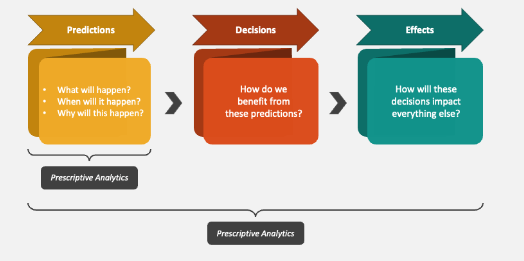 Predictions
Decisions
Effects
• What will happen?
• When will it happen?
• Why will this happen?
How do we
benefit from
these predictions?
How will these
decisions impact
everything else?
Prescriptive Analytics
Prescriptive Analytics